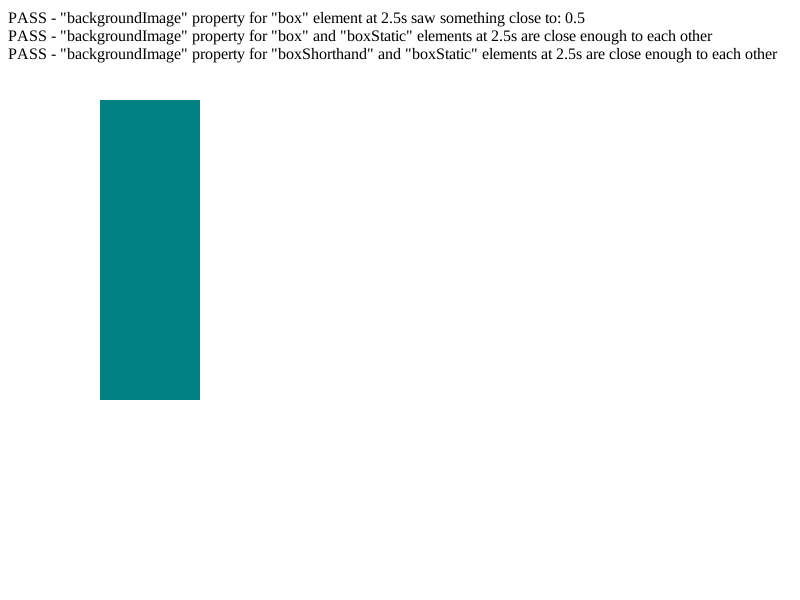 PASS - "backgroundImage" property for "box" element at 2.5s saw something close to: 0.5
PASS - "backgroundImage" property for "box" and "boxStatic" elements at 2.5s are close enough to each other
PASS - "backgroundImage" property for "boxShorthand" and "boxStatic" elements at 2.5s are close enough to each other